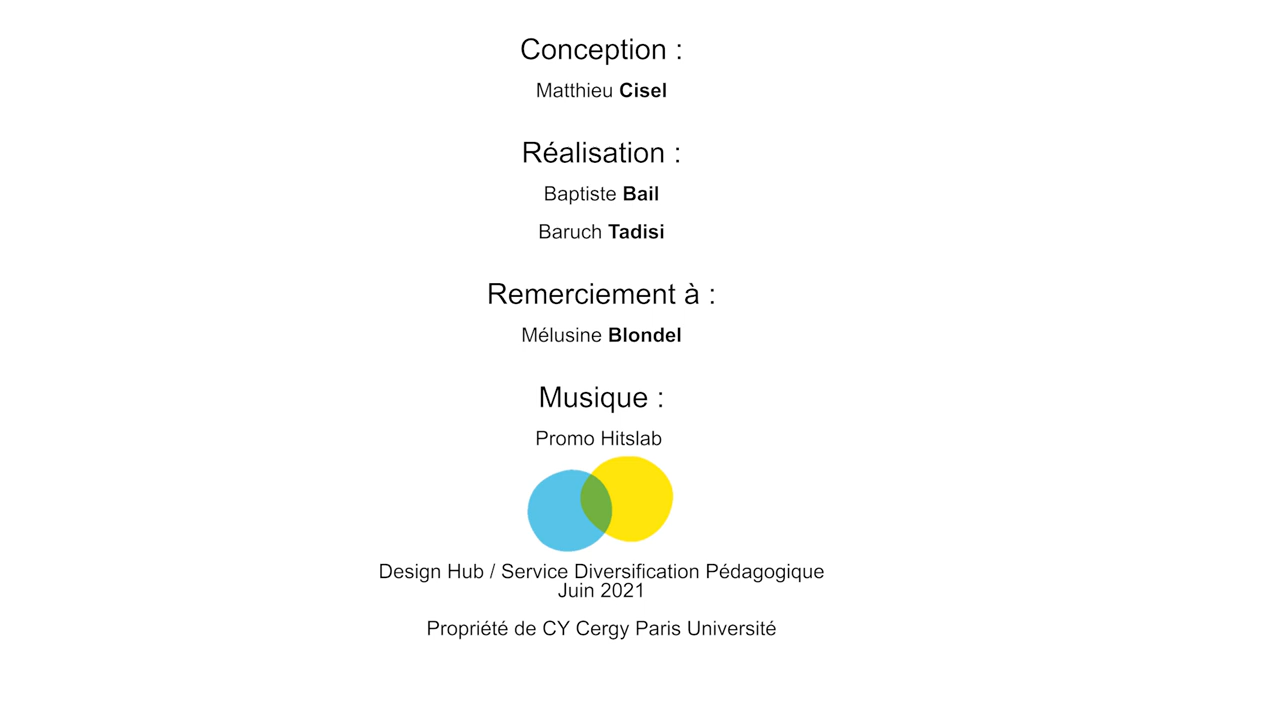 Conception :
Matthieu Cisel
Réalisation :
Baptiste Bail
Baruch Tadisi
Remerciement à :
Mélusine Blondel
Musique :
Promo Hitslab
Design Hub / Service Diversification Pédagogique
Juin 2021
Propriété de CY Cergy Paris Université